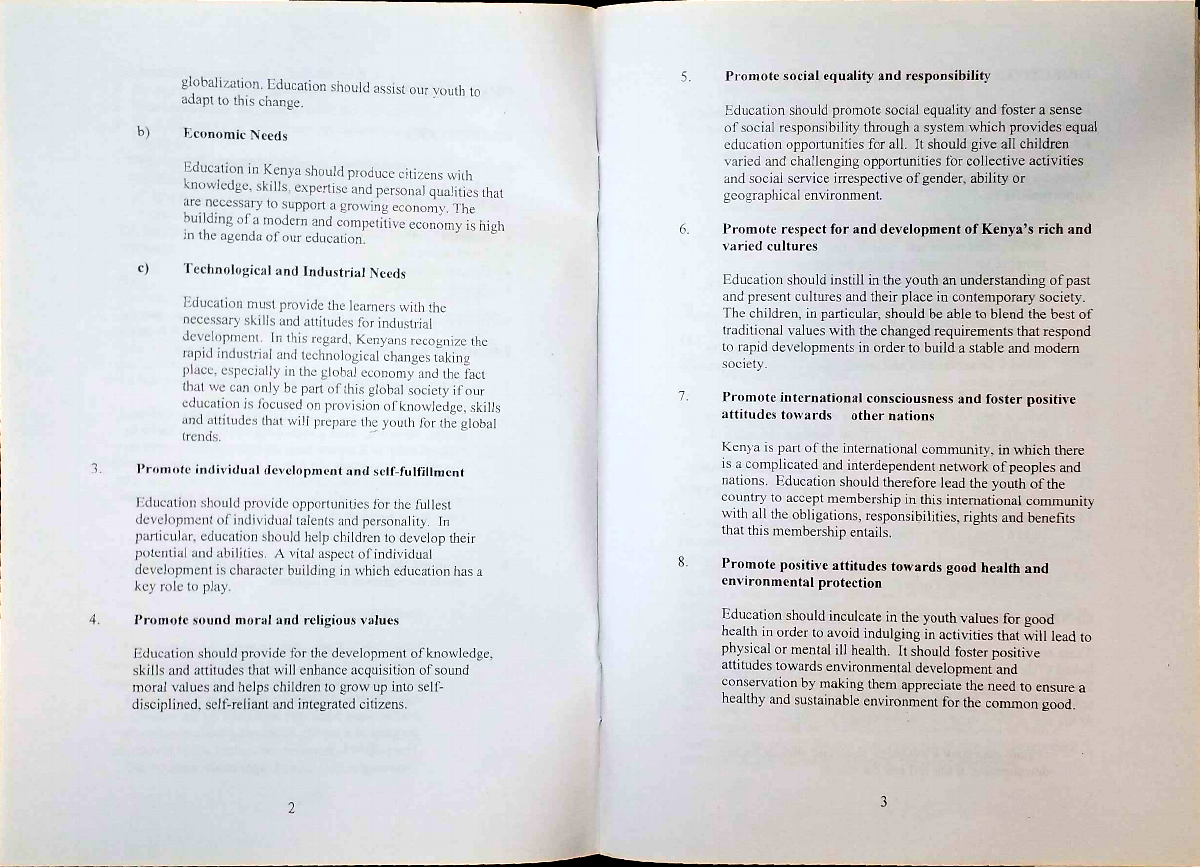 globalization. Education should assist our youth to
adapt to this change.
b) Economic Needs
Education in Kenya should produce citizens with
knowledge, skills, expertise and personal qualities that
are necessary to support a growing economy. The
building of a modern and competitive economy is high
in the agenda of our education.
c) Technological and Industrial Needs
Education must provide the learners with the
necessary skills and attitudes for industrial
development. In this regard, Kenyans recognize the
rapid industrial and technological changes taking
place, especially in the global economy and the fact
that we can only be part of this global society if our
education is focused on provision of knowledge, skills
and attitudes that will prepare the youth for the global
trends.
3. Promote individual development and self-fulfillment
Education should provide opportunities for the fullest
development of individual talents and personality. In
particular, education should help children to develop their
potential and abilities. A vital aspect of individual
development is character building in which education has a
key role to play.
4. Promote sound moral and religious values
Education should provide for the development of knowledge,
skills and attitudes that will enhance acquisition of sound
moral values and helps children to grow up into self-
disciplined, self-reliant and integrated citizens.
2
5. Promote social equality and responsibility
Education should promote social equality and foster a sense
of social responsibility through a system which provides equal
education opportunities for all. It should give all children
varied and challenging opportunities for collective activities
and social service irrespective of gender, ability or
geographical environment.
6. Promote respect for and development of Kenya's rich and
varied cultures
Education should instill in the youth an understanding of past
and present cultures and their place in contemporary society.
The children, in particular, should be able to blend the best of
traditional values with the changed requirements that respond
to rapid developments in order to build a stable and modern
society.
7. Promote international consciousness and foster positive
attitudes towards other nations
Kenya is part of the international community, in which there
is a complicated and interdependent network of peoples and
nations. Education should therefore lead the youth of the
country to accept membership in this international community
with all the obligations, responsibilities, rights and benefits
that this membership entails.
8. Promote positive attitudes towards good health and
environmental protection
Education should inculcate in the youth values for good
health in order to avoid indulging in activities that will lead to
physical or mental ill health. It should foster positive
attitudes towards environmental development and
conservation by making them appreciate the need to ensure a
healthy and sustainable environment for the common good.
3